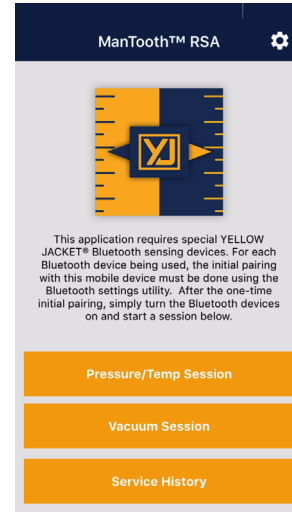 ManTooth™ RSA
YJ
This application requires special YELLOW
JACKET® Bluetooth sensing devices. For each
Bluetooth device being used, the initial pairing
with this mobile device must be done using the
Bluetooth settings utility. After the one-time
initial pairing, simply turn the Bluetooth devices
on and start a session below.
Pressure/Temp Session
Vacuum Session
Service History